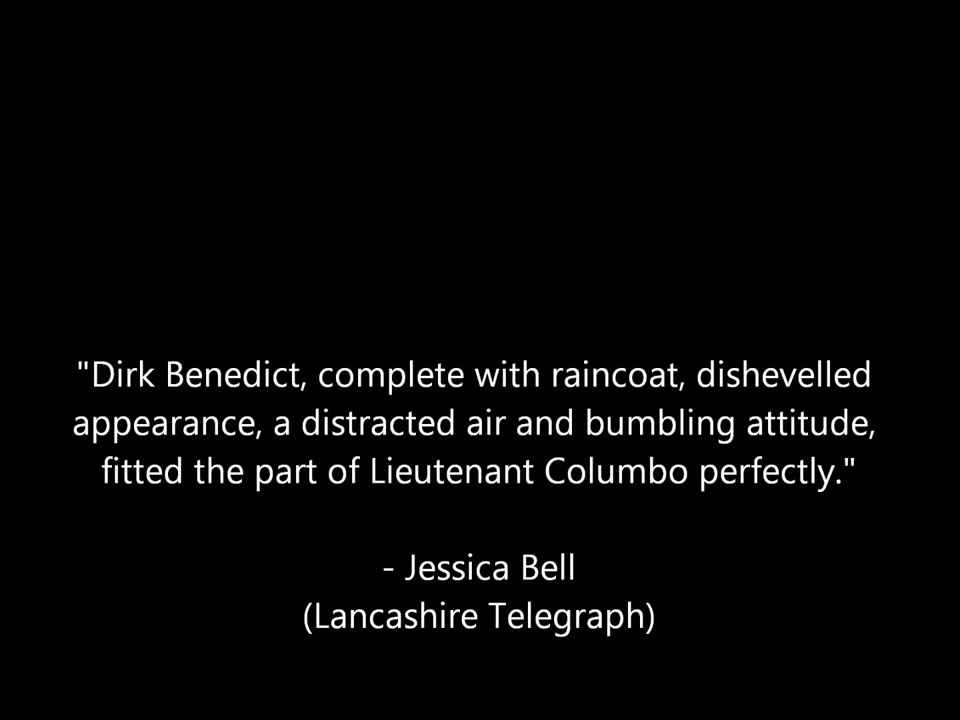 "Dirk Benedict, complete with raincoat, dishevelled
appearance, a distracted air and bumbling attitude,
fitted the part of Lieutenant Columbo perfectly."
- Jessica Bell
(Lancashire Telegraph)